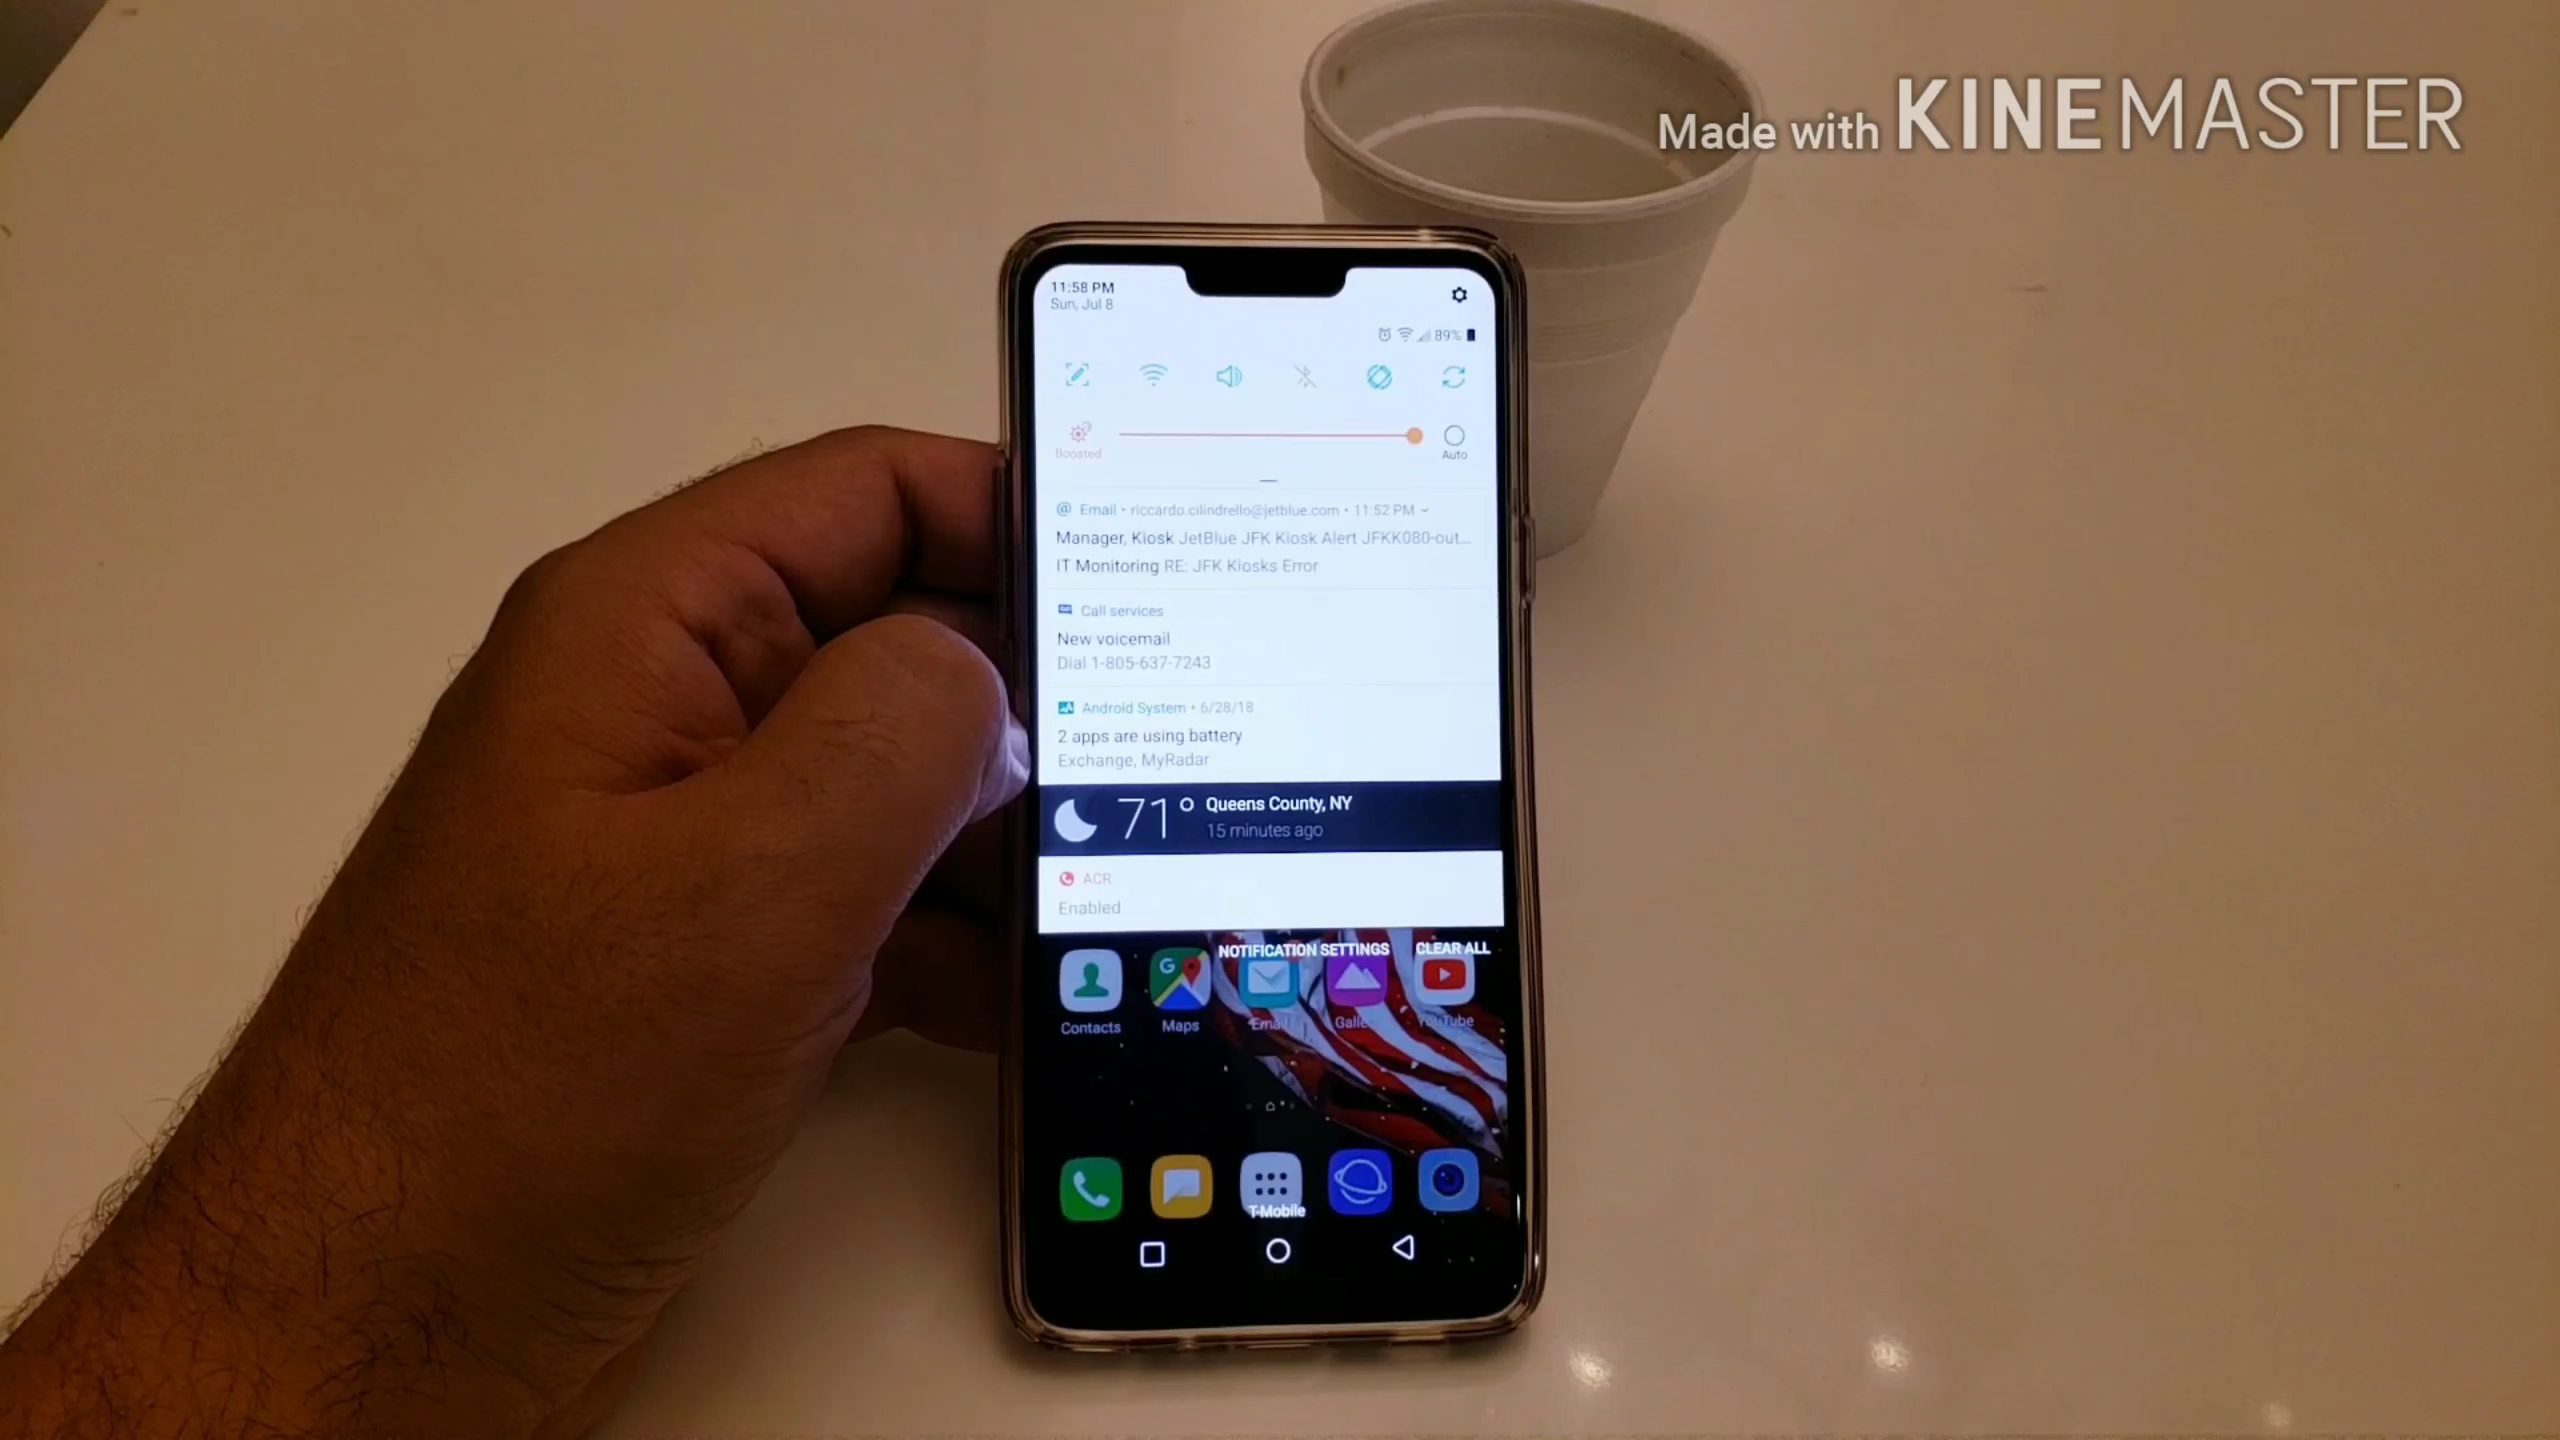 Made with KINEMASTER
11:58 PM
Sun, Jul 8
89%
Boosted
Auto
Email • riccardo.cilindrello@jetblue.com • 11:52 PM
Manager, Kiosk JetBlue JFK Kiosk Alert JFKK080-out...
IT Monitoring RE: JFK Kiosks Error
Call services
New voicemail
Dial 1-805-637-7243
Android System • 6/28/18
2 apps are using battery
Exchange, MyRadar
71° Queens County, NY
15 minutes ago
ACR
Enabled
NOTIFICATION SETTINGS CLEAR ALL
Contacts Maps Email Galle YouTube
T-Mobile